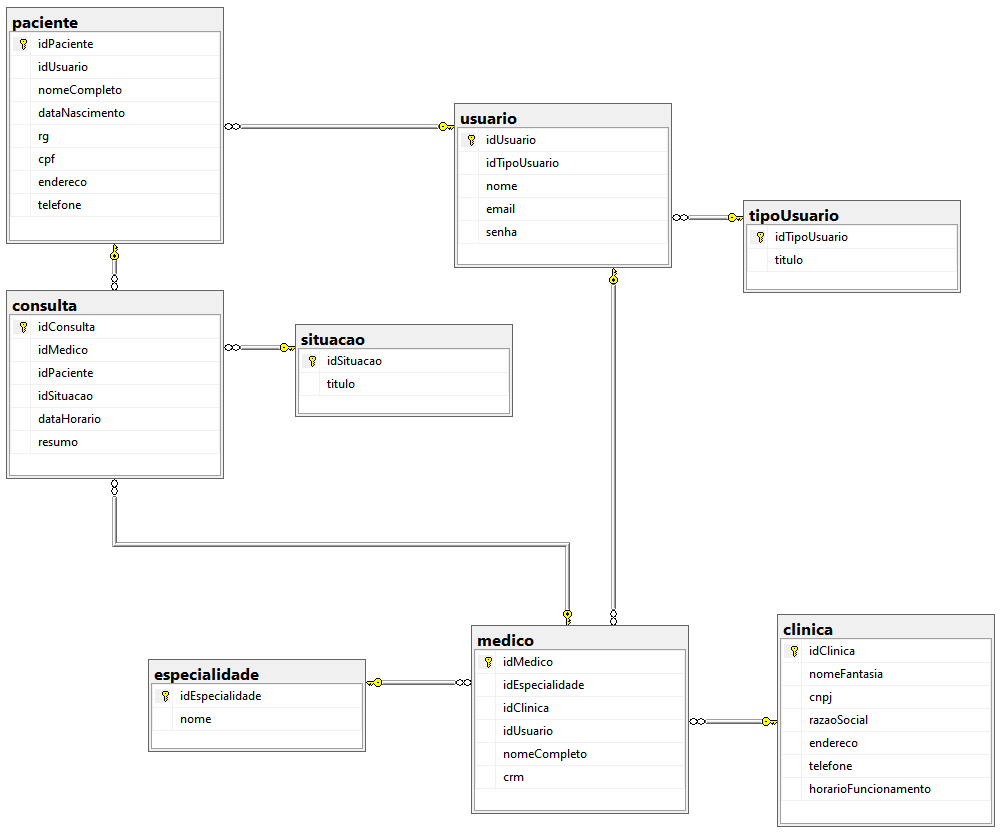 paciente
idPaciente
idUsuario
nomeCompleto
dataNascimento
rg
cpf
endereco
telefone
usuario
idUsuario
idTipoUsuario
nome
email
senha
tipoUsuario
idTipoUsuario
titulo
consulta
idConsulta
idMedico
idPaciente
idSituacao
dataHorario
resumo
situacao
idSituacao
titulo
especialidade
idEspecialidade
nome
medico
idMedico
idEspecialidade
idClinica
idUsuario
nomeCompleto
crm
clinica
idClinica
nomeFantasia
cnpj
razaoSocial
endereco
telefone
horarioFuncionamento